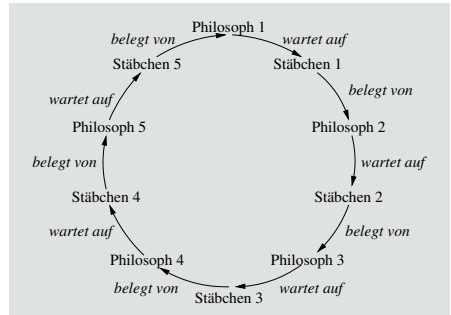 Philosoph 1
wartet auf
Stäbchen 1
belegt von
Philosoph 2
wartet auf
Stäbchen 2
belegt von
Philosoph 3
wartet auf
Stäbchen 3
belegt von
Philosoph 4
wartet auf
Stäbchen 4
belegt von
Philosoph 5
wartet auf
Stäbchen 5
belegt von